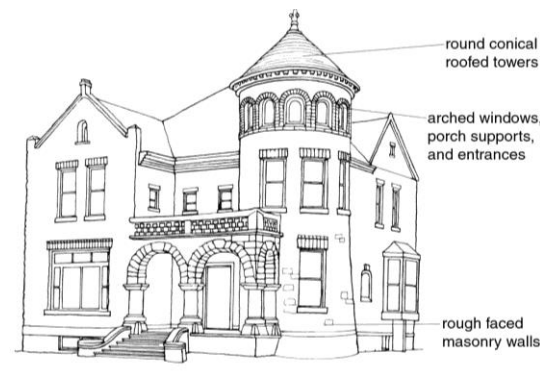 round conical
roofed towers
arched windows,
porch supports,
and entrances
rough faced
masonry walls